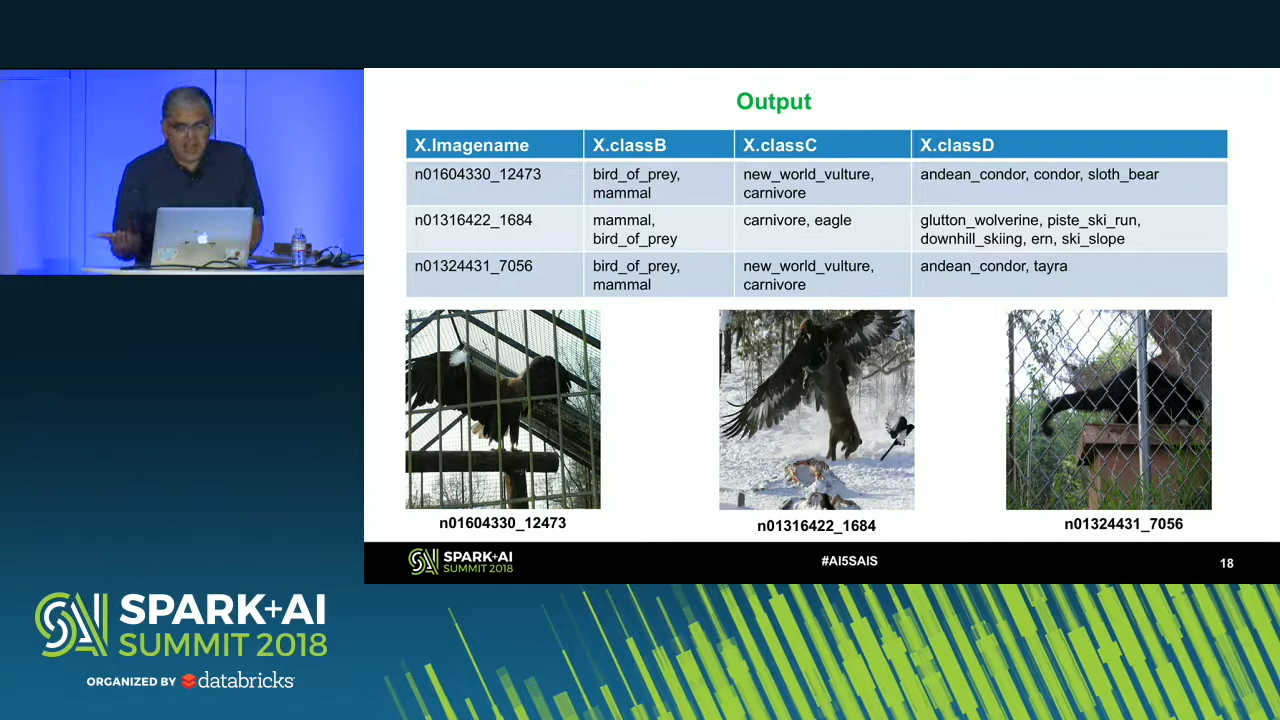 Output
X.Imagename X.classB X.classC X.classD
n01604330_12473 bird_of_prey, mammal new_world_vulture, carnivore andean_condor, condor, sloth_bear
n01316422_1684 mammal, bird_of_prey carnivore, eagle glutton_wolverine, piste_ski_run, downhill_skiing, ern, ski_slope
n01324431_7056 bird_of_prey, mammal new_world_vulture, carnivore andean_condor, tayra
n01604330_12473
n01316422_1684
n01324431_7056
SPARK+AI
SUMMIT 2018
#AI5SAIS
18
SPARK+AI
SUMMIT 2018
ORGANIZED BY databricks